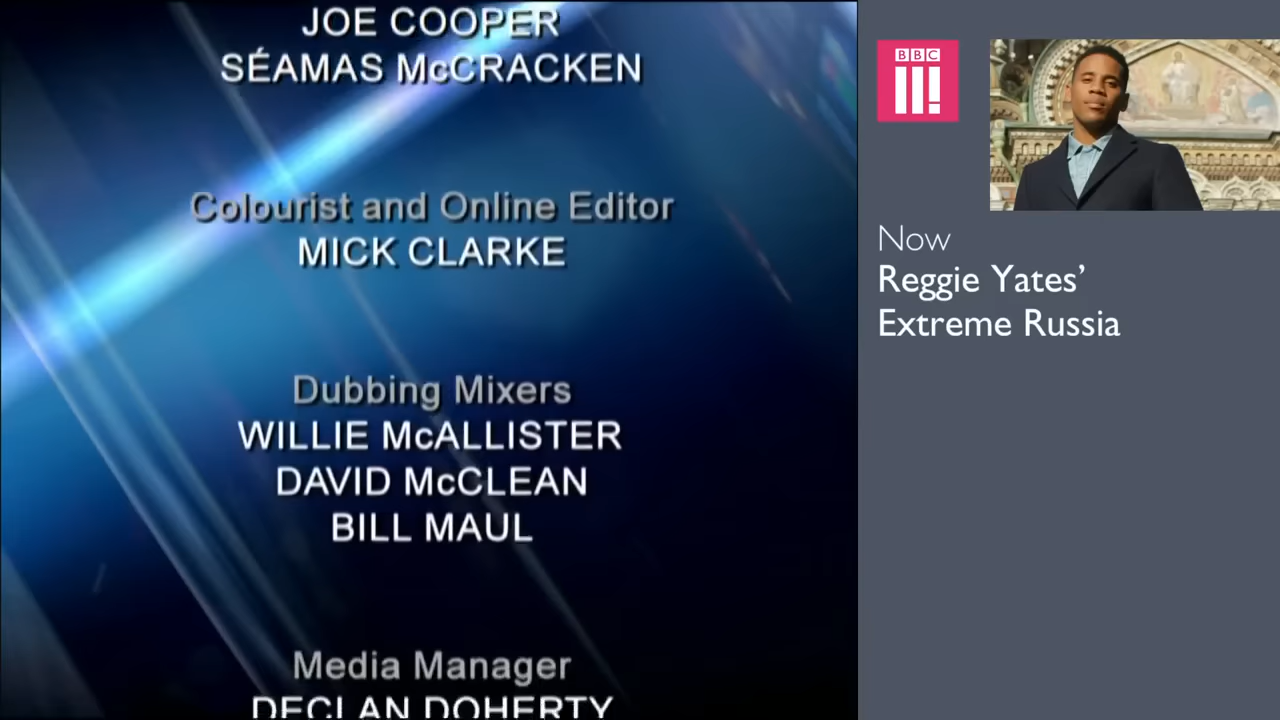 JOE COOPER
SÉAMAS McCRACKEN
Colourist and Online Editor
MICK CLARKE
Dubbing Mixers
WILLIE McALLISTER
DAVID McCLEAN
BILL MAUL
Media Manager
DECLAN DOHERTY
BBC
III!
Now
Reggie Yates’
Extreme Russia